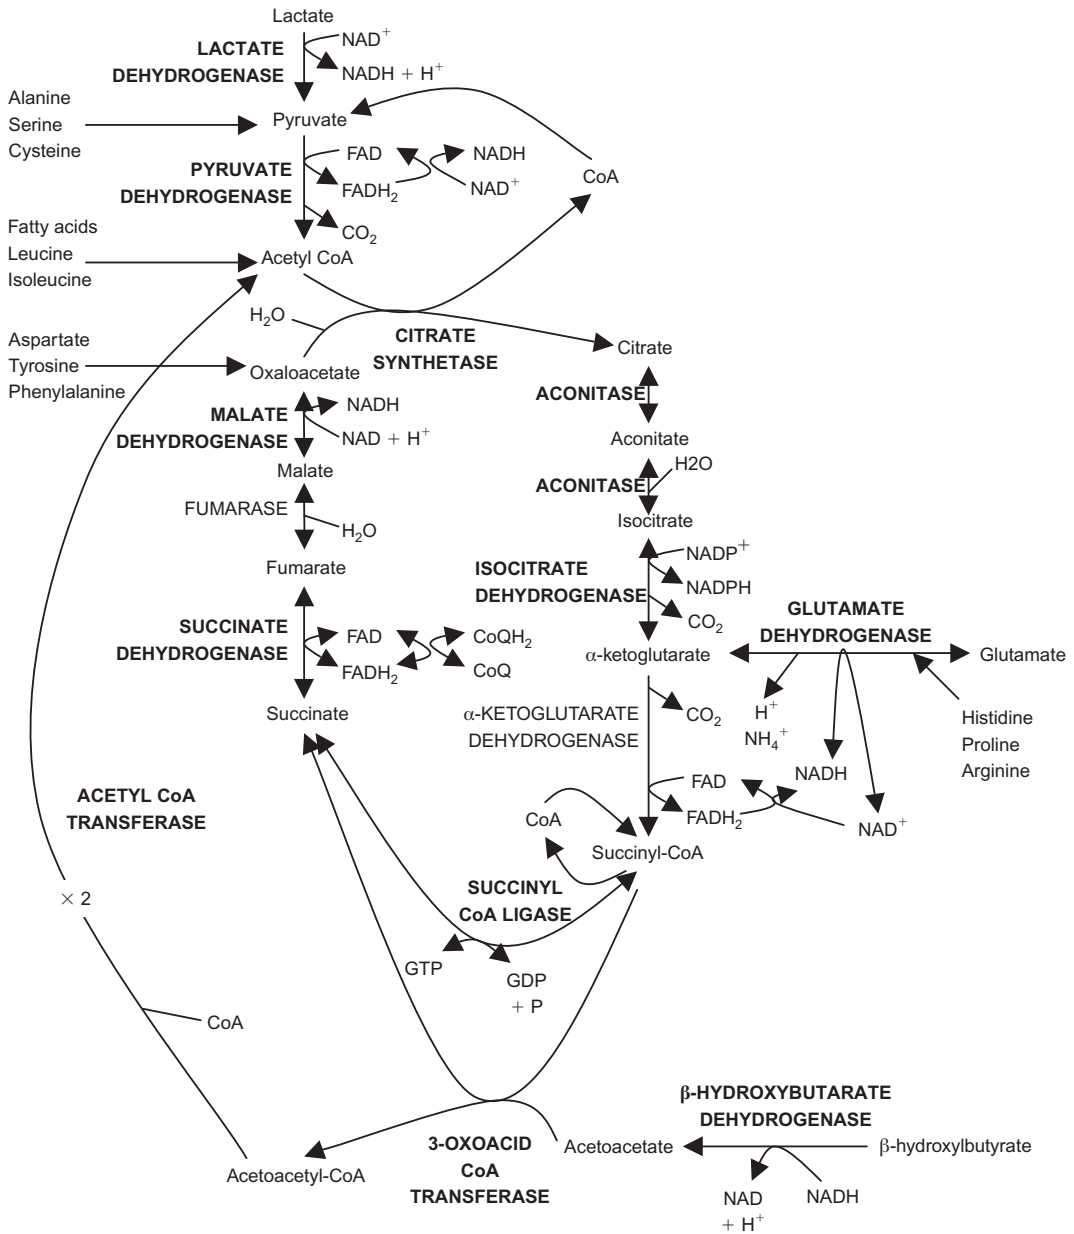 Lactate
NAD+
LACTATE
DEHYDROGENASE
NADH + H+
Alanine
Serine
Cysteine
Pyruvate
PYRUVATE
DEHYDROGENASE
FAD
FADH2
NADH
NAD+
CoA
CO2
Fatty acids
Leucine
Isoleucine
Acetyl CoA
H2O
CITRATE
SYNTHETASE
Citrate
Aspartate
Tyrosine
Phenylalanine
Oxaloacetate
ACONITASE
MALATE
DEHYDROGENASE
NADH
NAD + H+
Aconitate
Malate
H2O
ACONITASE
FUMARASE
H2O
Isocitrate
Fumarate
ISOCITRATE
DEHYDROGENASE
NADP+
NADPH
CO2
SUCCINATE
DEHYDROGENASE
FAD
FADH2
CoQH2
CoQ
GLUTAMATE
DEHYDROGENASE
α-ketoglutarate
Glutamate
Succinate
α-KETOGLUTARATE
DEHYDROGENASE
CO2
H+
NH4+
Histidine
Proline
Arginine
NADH
FAD
FADH2
NAD+
ACETYL CoA
TRANSFERASE
CoA
Succinyl-CoA
× 2
SUCCINYL
CoA LIGASE
GTP
GDP
+ P
CoA
β-HYDROXYBUTARATE
DEHYDROGENASE
3-OXOACID
CoA
TRANSFERASE
Acetoacetate
β-hydroxylbutyrate
Acetoacetyl-CoA
NAD
+ H+
NADH